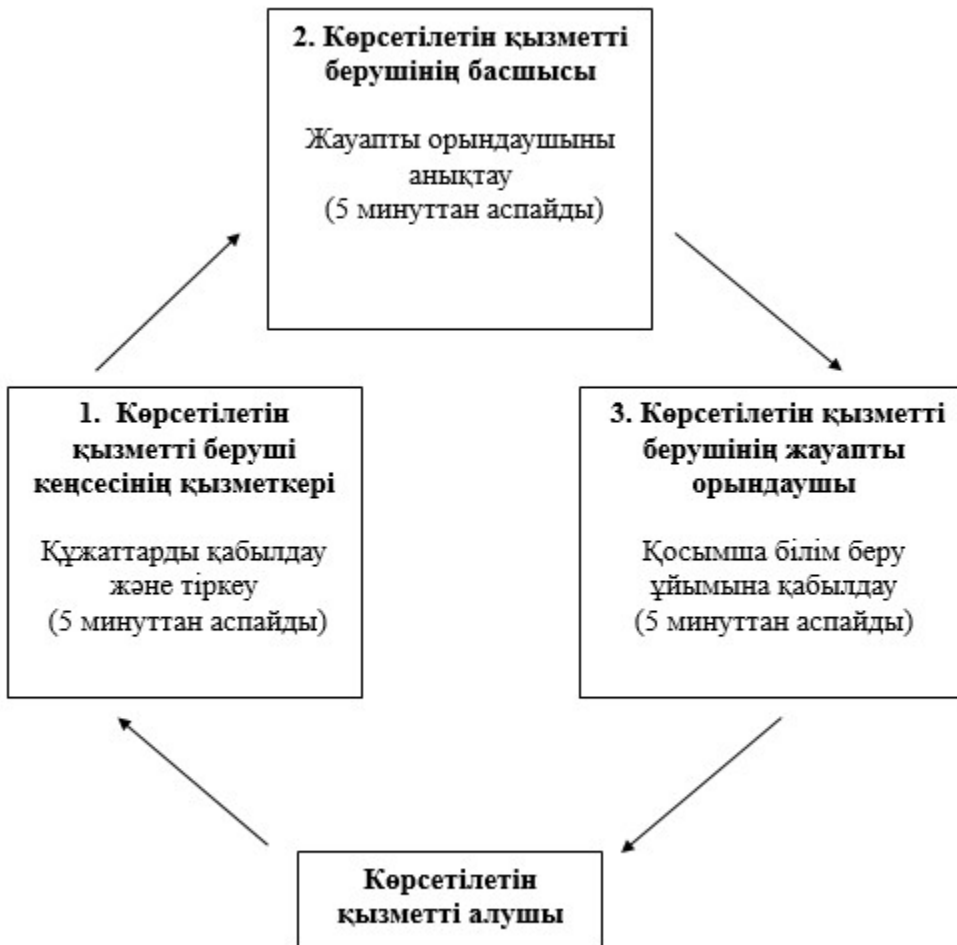 2. Көрсетілетін қызметті
берушінің басшысы
Жауапты орындаушыны
анықтау
(5 минуттан аспайды)
1. Көрсетілетін
қызметті беруші
кеңсесінің қызметкері
Құжаттарды қабылдау
және тіркеу
(5 минуттан аспайды)
3. Көрсетілетін қызметті
берушінің жауапты
орындаушы
Қосымша білім беру
ұйымына қабылдау
(5 минуттан аспайды)
Көрсетілетін
қызметті алушы